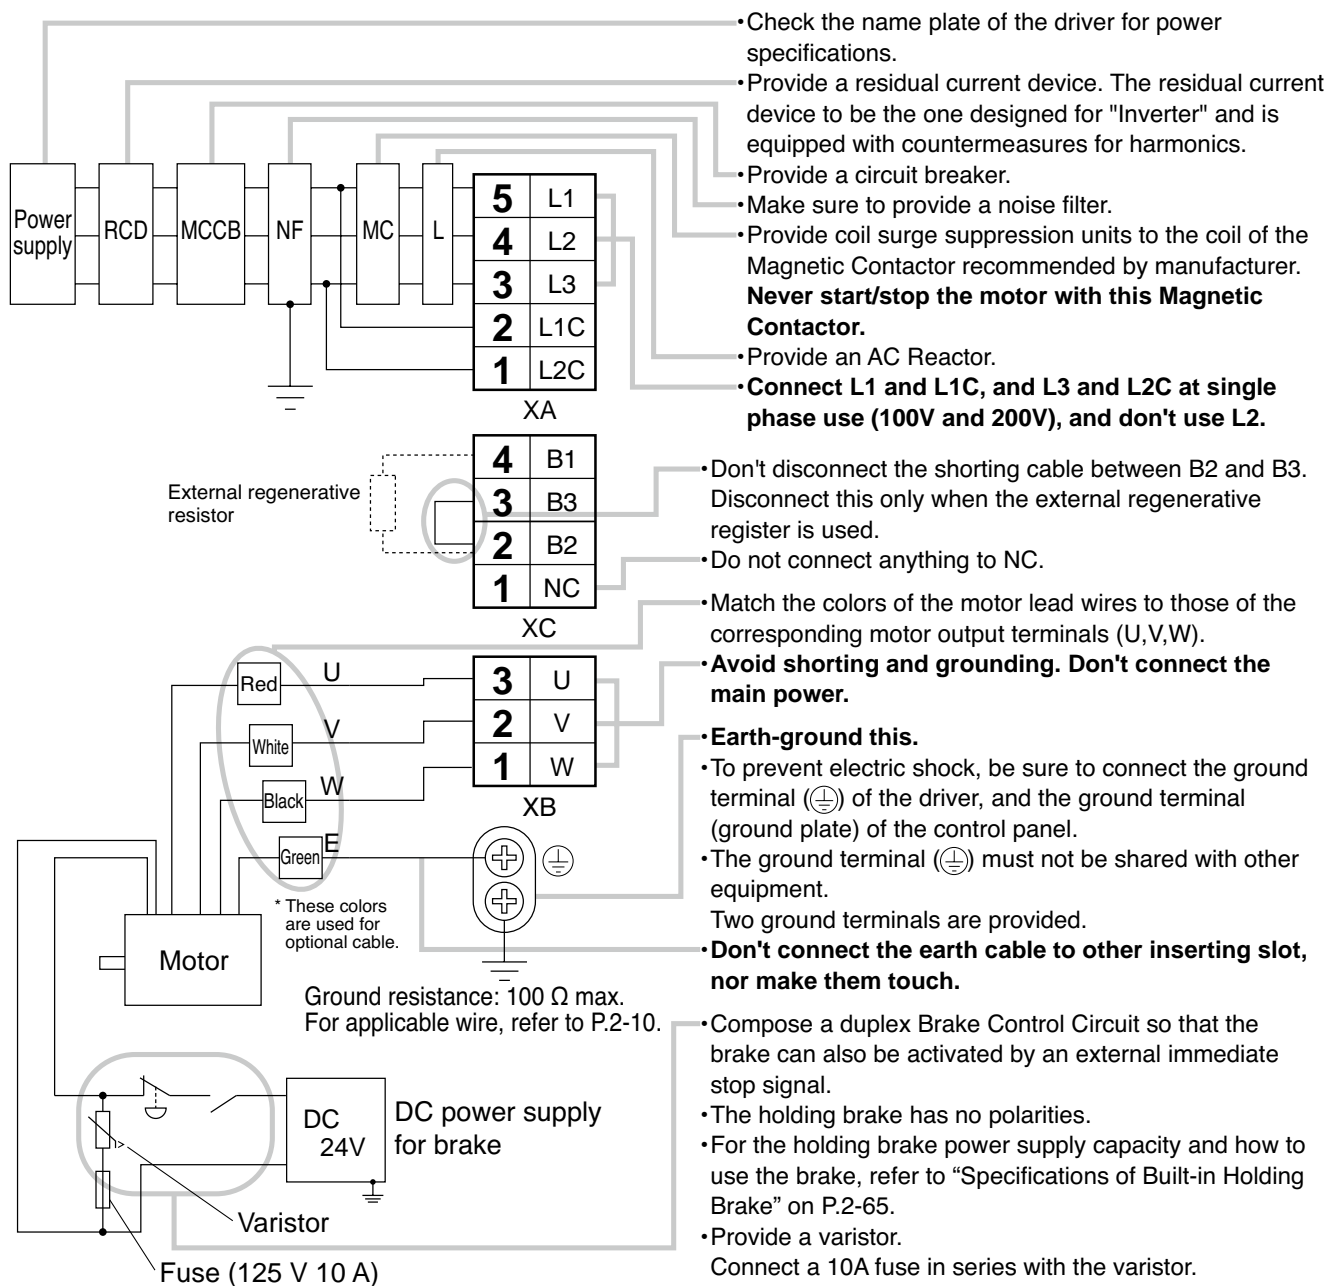 ·Check the name plate of the driver for power
specifications.
·Provide a residual current device. The residual current
device to be the one designed for "Inverter" and is
equipped with countermeasures for harmonics.
·Provide a circuit breaker.
·Make sure to provide a noise filter.
·Provide coil surge suppression units to the coil of the
Magnetic Contactor recommended by manufacturer.
Never start/stop the motor with this Magnetic
Contactor.
·Provide an AC Reactor.
·Connect L1 and L1C, and L3 and L2C at single
phase use (100V and 200V), and don't use L2.
Power
supply
RCD
MCCB
NF
MC
L
5 L1
4 L2
3 L3
2 L1C
1 L2C
XA
External regenerative
resistor
4 B1
3 B3
2 B2
1 NC
XC
·Don't disconnect the shorting cable between B2 and B3.
Disconnect this only when the external regenerative
register is used.
·Do not connect anything to NC.
·Match the colors of the motor lead wires to those of the
corresponding motor output terminals (U,V,W).
·Avoid shorting and grounding. Don't connect the
main power.
Red U
White V
Black W
Green E
3 U
2 V
1 W
XB
* These colors
are used for
optional cable.
Motor
Ground resistance: 100 Ω max.
For applicable wire, refer to P.2-10.
·Earth-ground this.
·To prevent electric shock, be sure to connect the ground
terminal (⏚) of the driver, and the ground terminal
(ground plate) of the control panel.
·The ground terminal (⏚) must not be shared with other
equipment.
Two ground terminals are provided.
·Don't connect the earth cable to other inserting slot,
nor make them touch.
·Compose a duplex Brake Control Circuit so that the
brake can also be activated by an external immediate
stop signal.
·The holding brake has no polarities.
·For the holding brake power supply capacity and how to
use the brake, refer to “Specifications of Built-in Holding
Brake” on P.2-65.
·Provide a varistor.
Connect a 10A fuse in series with the varistor.
DC
24V
DC power supply
for brake
Varistor
Fuse (125 V 10 A)